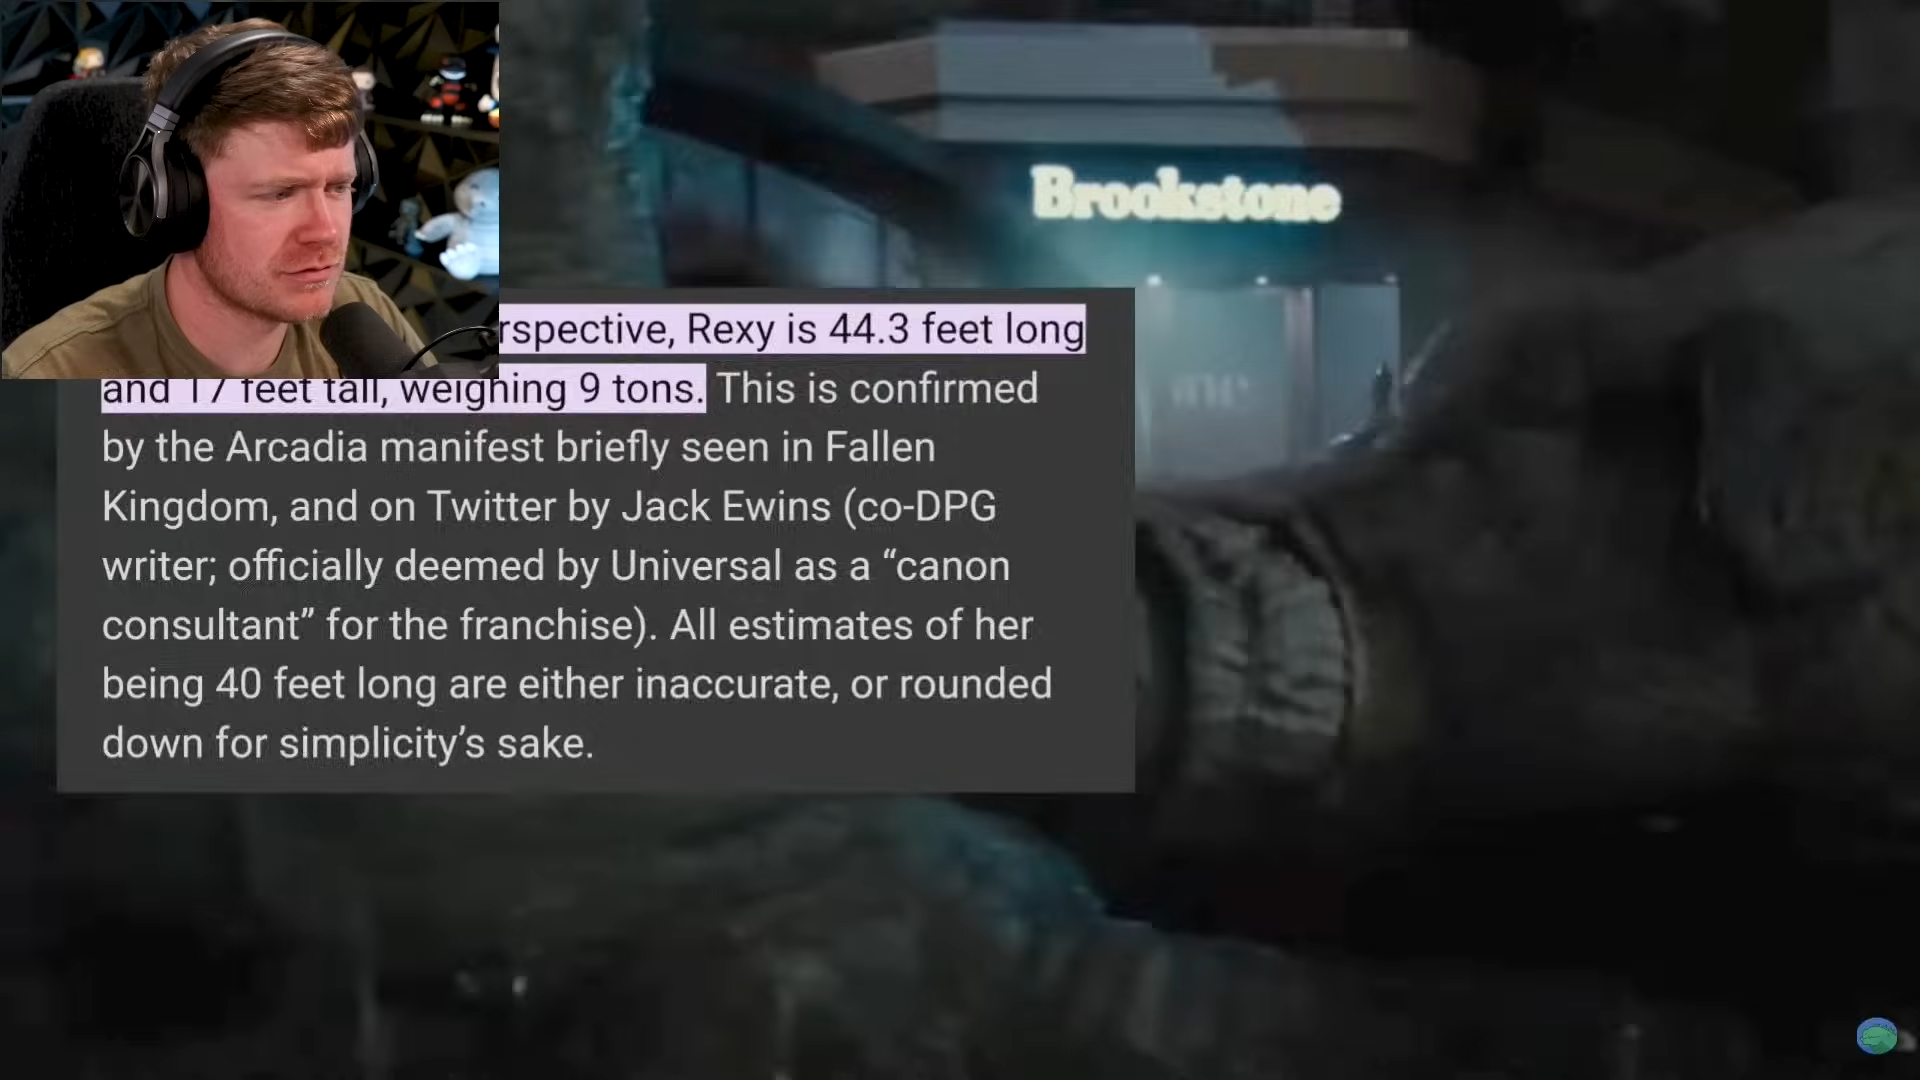 Brookstone
rspective, Rexy is 44.3 feet long
and 17 feet tall, weighing 9 tons. This is confirmed
by the Arcadia manifest briefly seen in Fallen
Kingdom, and on Twitter by Jack Ewins (co-DPG
writer; officially deemed by Universal as a “canon
consultant” for the franchise). All estimates of her
being 40 feet long are either inaccurate, or rounded
down for simplicity’s sake.